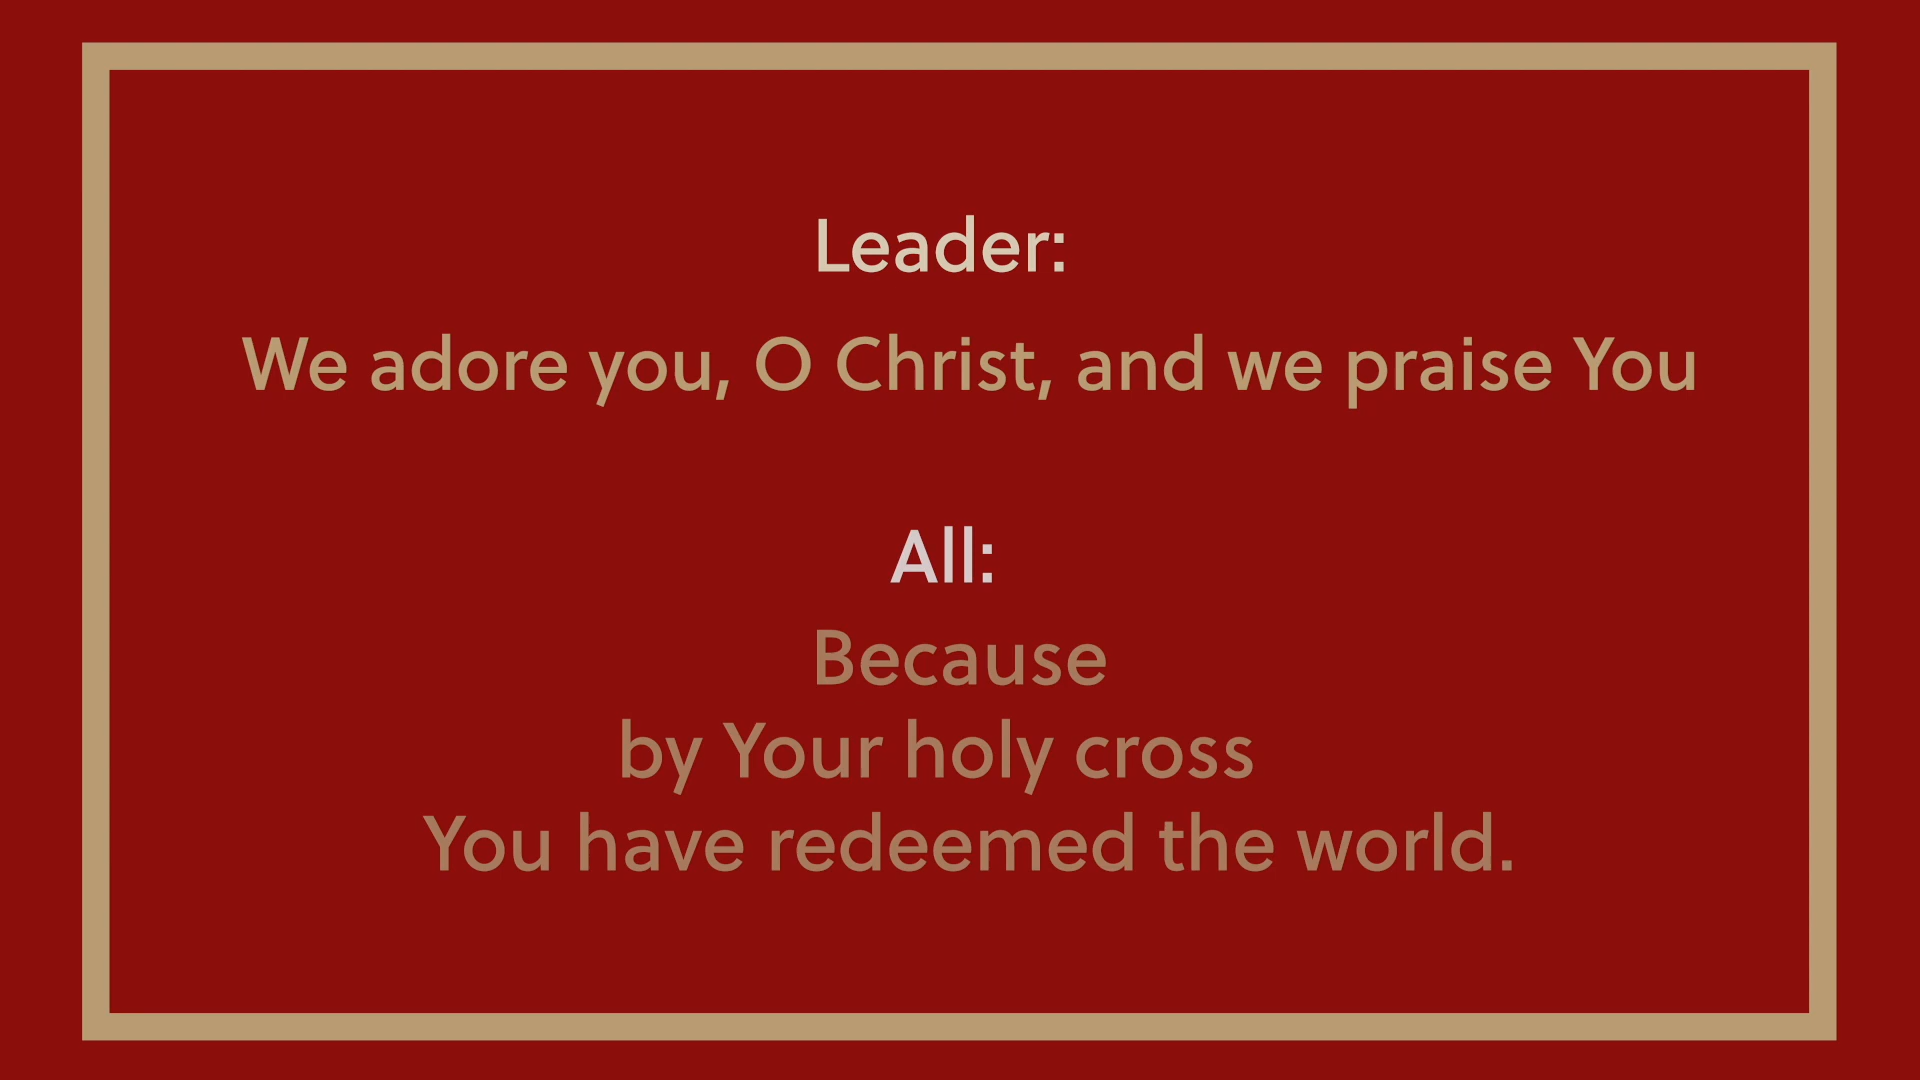 Leader:
We adore you, O Christ, and we praise You
All:
Because
by Your holy cross
You have redeemed the world.